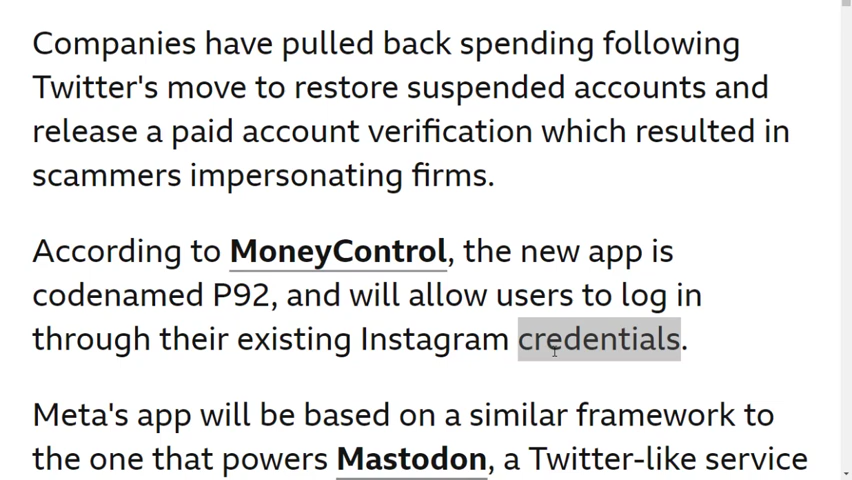 Companies have pulled back spending following
Twitter's move to restore suspended accounts and
release a paid account verification which resulted in
scammers impersonating firms.
According to MoneyControl, the new app is
codenamed P92, and will allow users to log in
through their existing Instagram credentials.
Meta's app will be based on a similar framework to
the one that powers Mastodon, a Twitter-like service